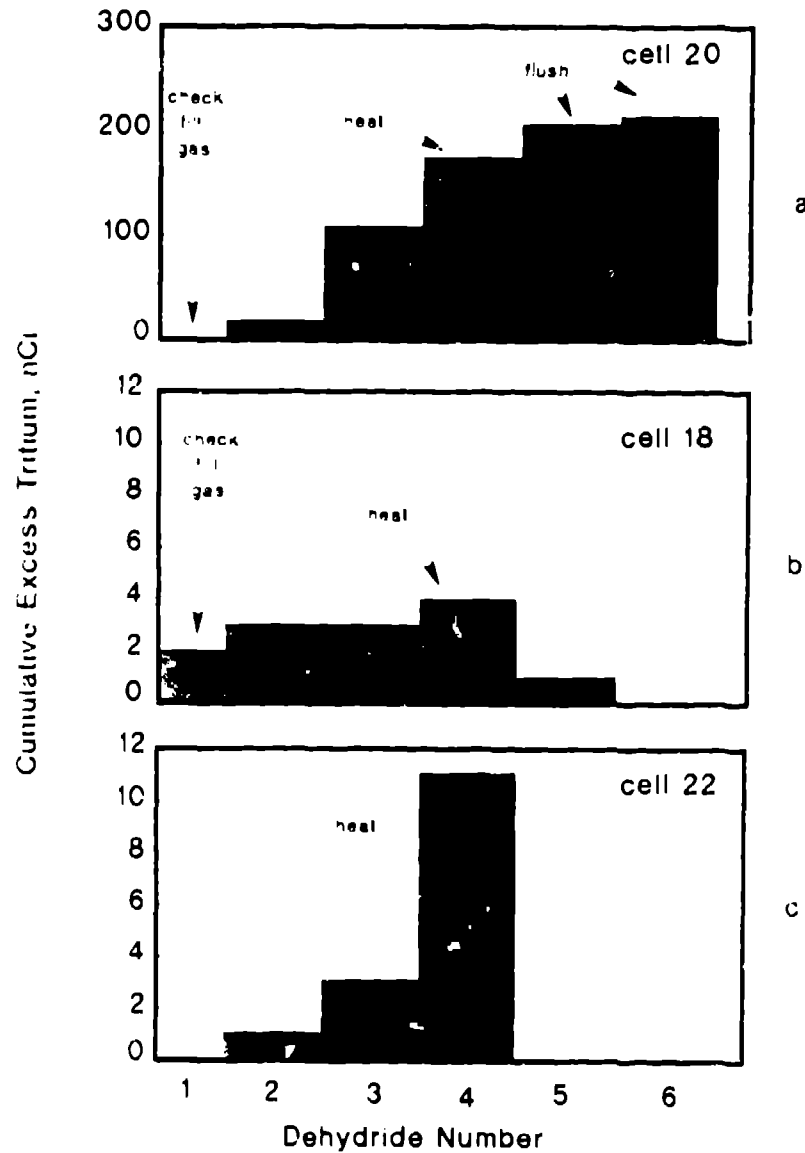 Cumulative Excess Tritium, nCi
300
200
100
0
cell 20
check
gas
heat
flush
a
12
10
8
6
4
2
0
cell 18
check
gas
heat
b
12
10
8
6
4
2
0
cell 22
heat
c
1 2 3 4 5 6
Dehydride Number